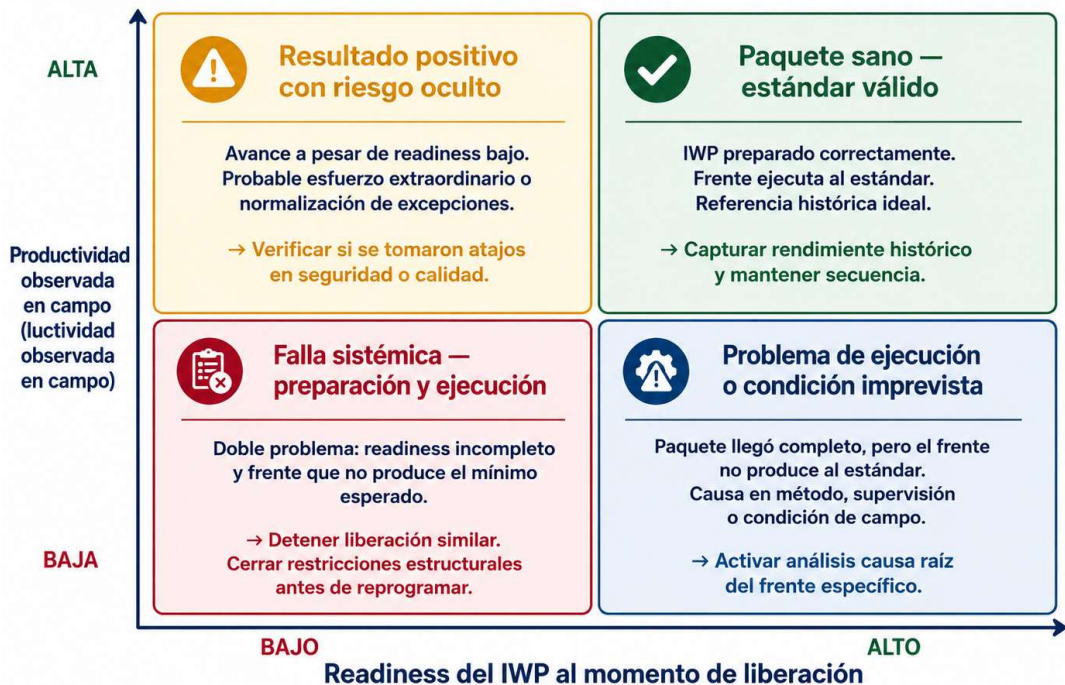 ALTA
Resultado positivo
con riesgo oculto
Avance a pesar de readiness bajo.
Probable esfuerzo extraordinario o
normalización de excepciones.
→ Verificar si se tomaron atajos
en seguridad o calidad.
Paquete sano —
estándar válido
IWP preparado correctamente.
Frente ejecuta al estándar.
Referencia histórica ideal.
→ Capturar rendimiente histórico
y mantener secuencia.
Productividad
observada
en campo
(luctividad
observada
en campo)
Falla sistémica —
preparación y ejecución
Doble problema: readiness incompleto
y frente que no produce el mínimo
esperado.
→ Detener liberación similar.
Cerrar restricciones estructurales
antes de reprogramar.
Problema de ejecución
o condición imprevista
Paquete llegó completo, pero el frente
no produce al estándar.
Causa en método, supervisión
o condición de campo.
→ Activar análisis causa raíz
del frente específico.
BAJA
BAJO
ALTO
Readiness del IWP al momento de liberación